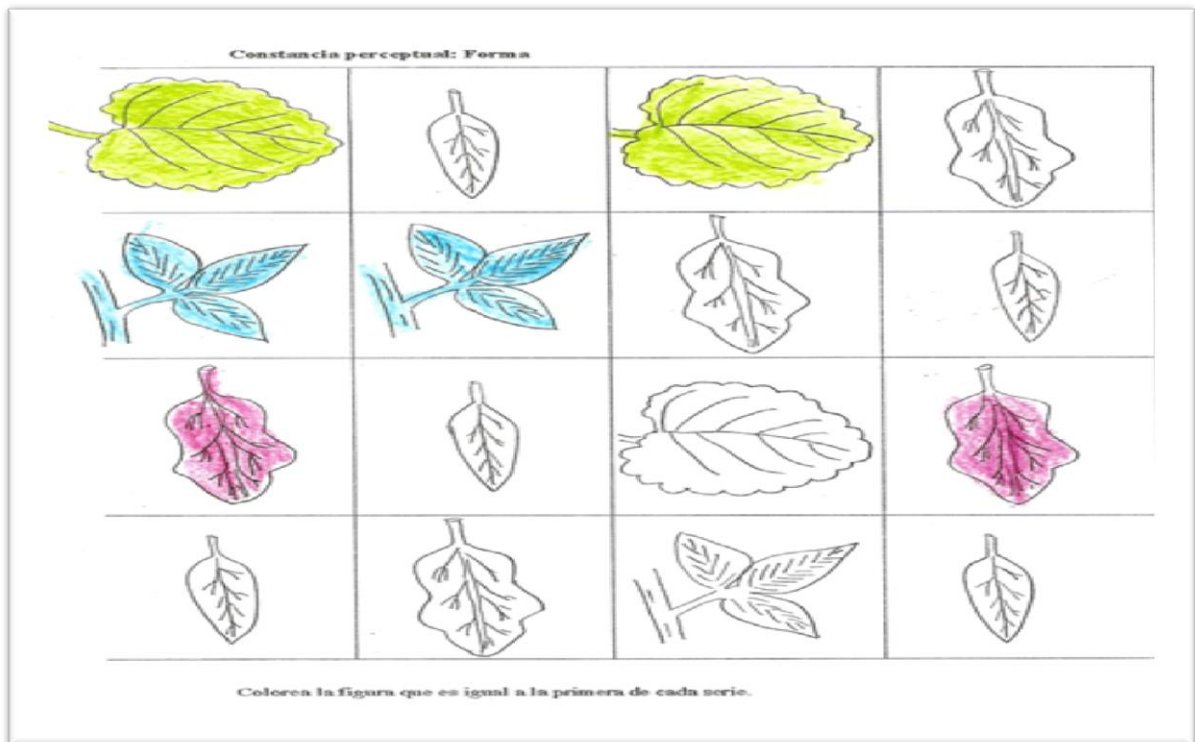 Constancia perceptual: Forma
Colorea la figura que es igual a la primera de cada serie.